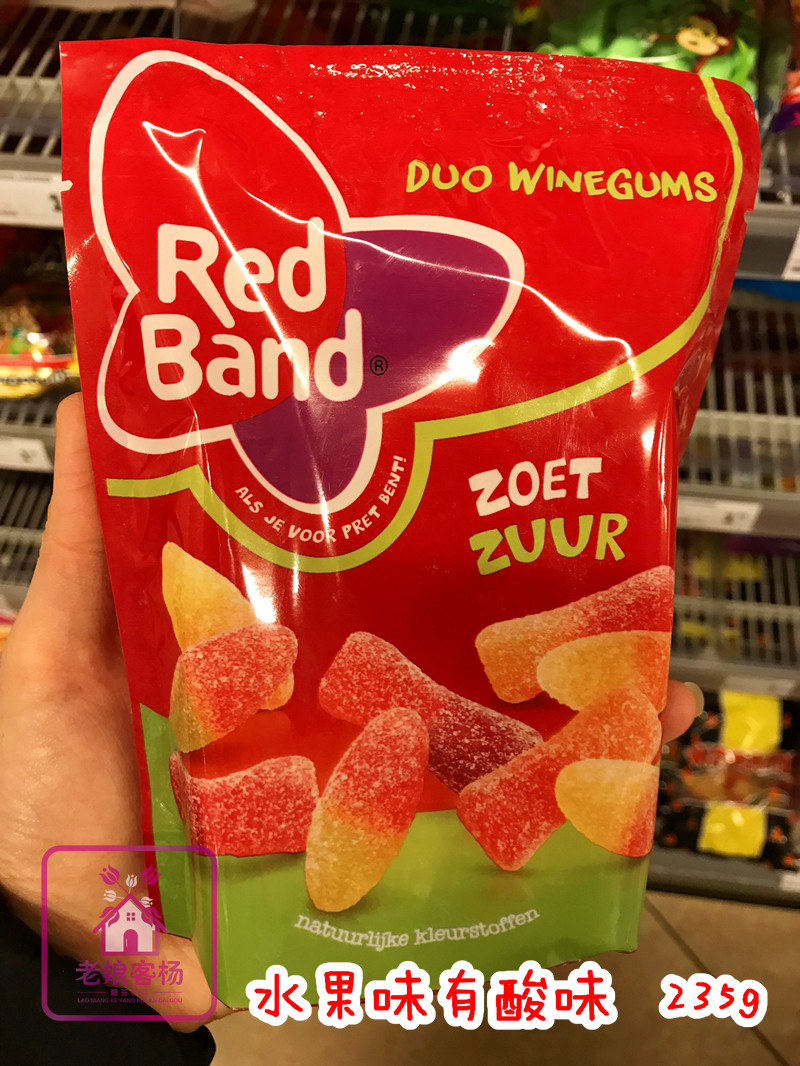 DUO WINEGUMS
Red
Band
®
ALS JE VOOR PRET BENT!
ZOET
ZUUR
natuurlijke kleurstoffen
老娘客杨
水果味有酸味 235g